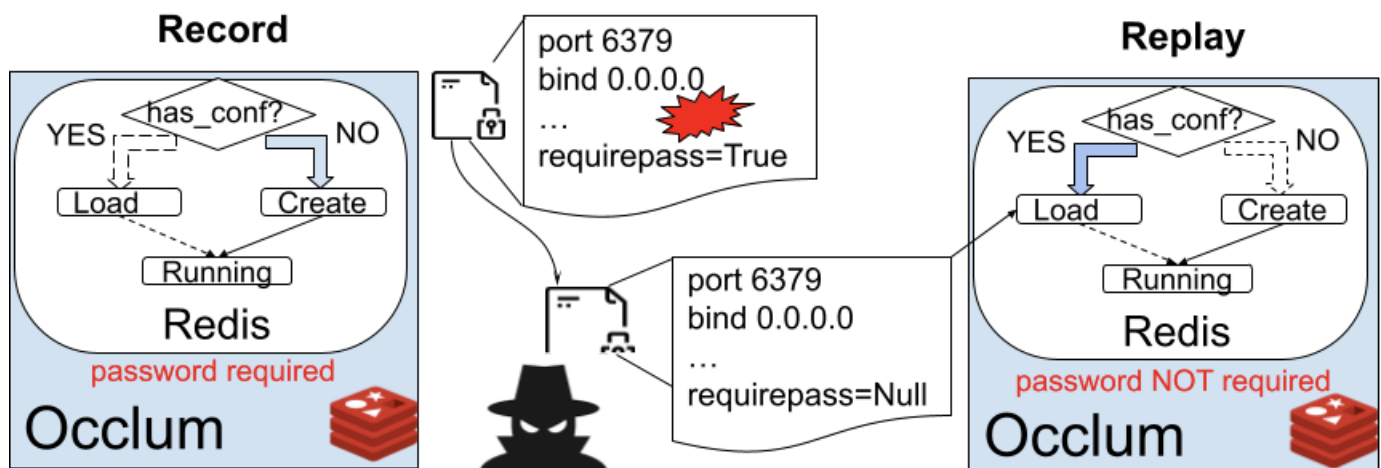 Record
has_conf?
YES
NO
Load
Create
Running
Redis
password required
Occlum
port 6379
bind 0.0.0.0
...
requirepass=True
port 6379
bind 0.0.0.0
...
requirepass=Null
Replay
has_conf?
YES
NO
Load
Create
Running
Redis
password NOT required
Occlum